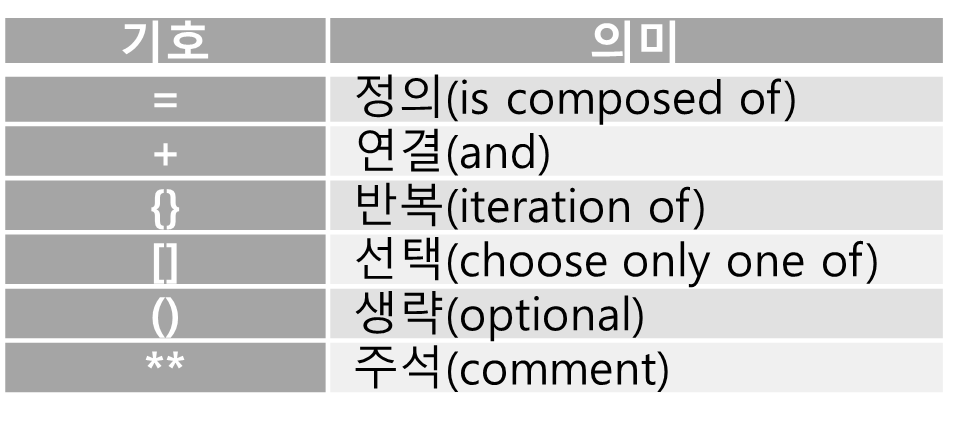 기호 의미
= 정의(is composed of)
+ 연결(and)
{} 반복(iteration of)
[] 선택(choose only one of)
() 생략(optional)
** 주석(comment)